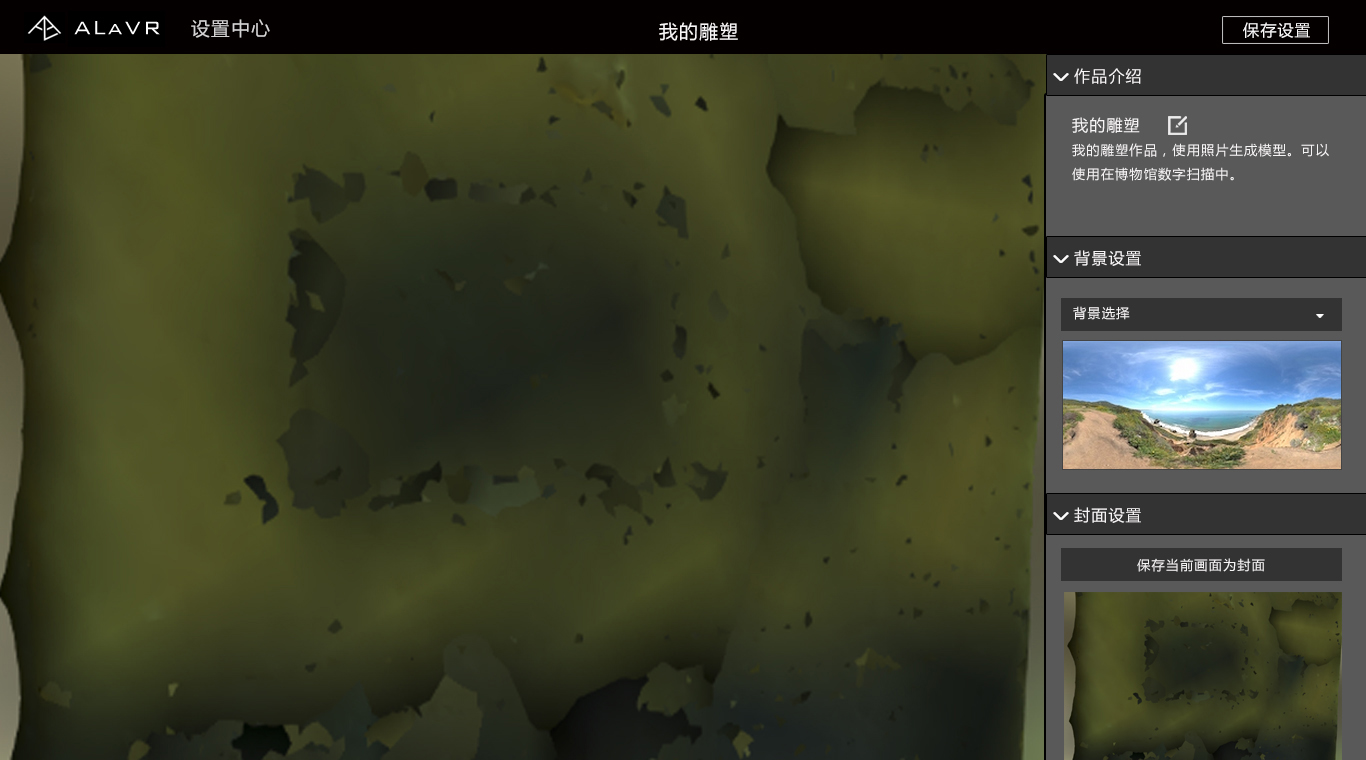 ALAVR 设置中心 我的雕塑 保存设置
作品介绍
我的雕塑
我的雕塑作品，使用照片生成模型。可以
使用在博物馆数字扫描中。
背景设置
背景选择
封面设置
保存当前画面为封面